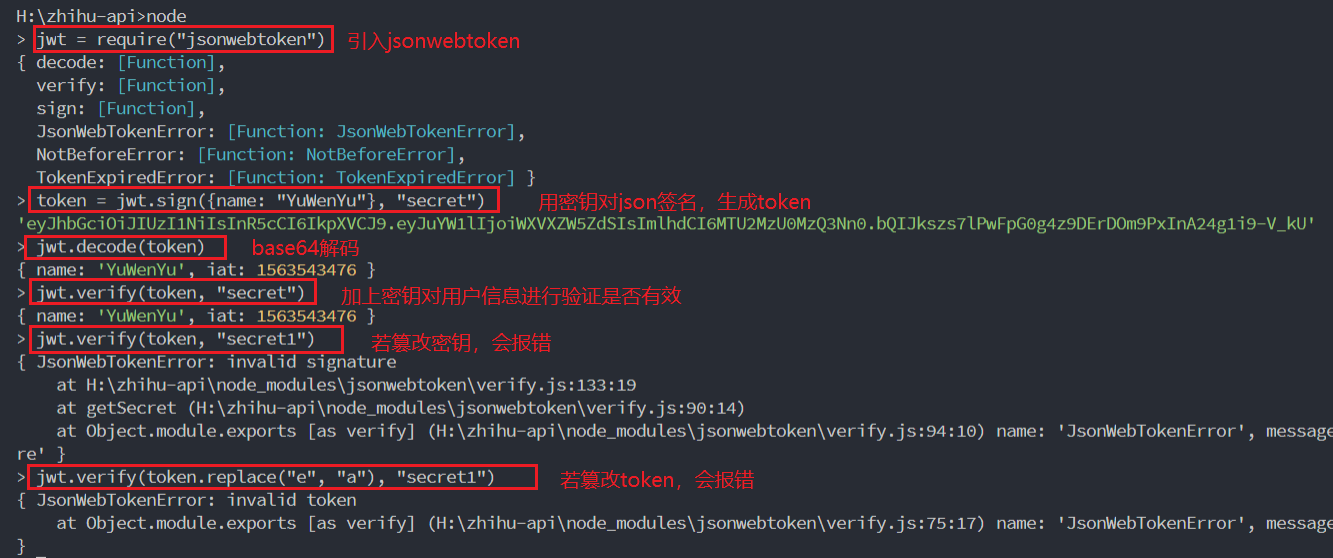 H:\zhihu-api>node
> jwt = require("jsonwebtoken") 引入jsonwebtoken
{ decode: [Function],
verify: [Function],
sign: [Function],
JsonWebTokenError: [Function: JsonWebTokenError],
NotBeforeError: [Function: NotBeforeError],
TokenExpiredError: [Function: TokenExpiredError] }
> token = jwt.sign({name: "YuWenYu"}, "secret") 用密钥对json签名，生成token
'eyJhbGciOiJIUzI1NiIsInR5cCI6IkpXVCJ9.eyJuYW1lIjoiWXVXZW5ZdSIsImlhdCI6MTU2MzU0MzQ3Nn0.bQIJkszs7lPwFpG0g4z9DErDOm9PxInA24g1i9-V_kU'
> jwt.decode(token) base64解码
{ name: 'YuWenYu', iat: 1563543476 }
> jwt.verify(token, "secret") 加上密钥对用户信息进行验证是否有效
{ name: 'YuWenYu', iat: 1563543476 }
> jwt.verify(token, "secret1") 若篡改密钥，会报错
{ JsonWebTokenError: invalid signature
at H:\zhihu-api\node_modules\jsonwebtoken\verify.js:133:19
at getSecret (H:\zhihu-api\node_modules\jsonwebtoken\verify.js:90:14)
at Object.module.exports [as verify] (H:\zhihu-api\node_modules\jsonwebtoken\verify.js:94:10) name: 'JsonWebTokenError', message
re' }
> jwt.verify(token.replace("e", "a"), "secret1") 若篡改token，会报错
{ JsonWebTokenError: invalid token
at Object.module.exports [as verify] (H:\zhihu-api\node_modules\jsonwebtoken\verify.js:75:17) name: 'JsonWebTokenError', message
}